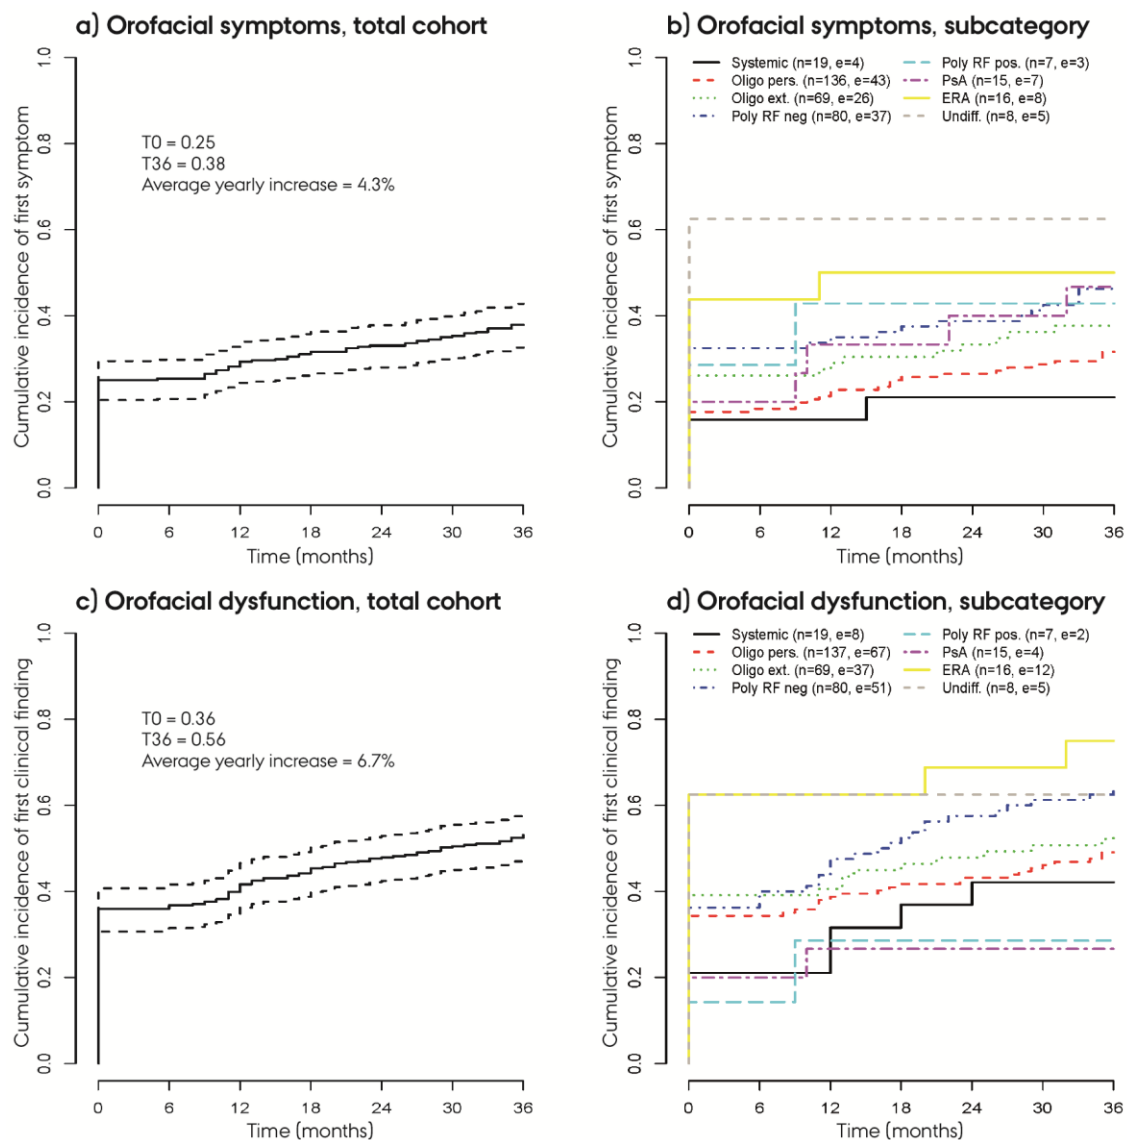 a) Orofacial symptoms, total cohort
Cumulative incidence of first symptom
1.0
0.8
0.6
0.4
0.2
0.0
T0 = 0.25
T36 = 0.38
Average yearly increase = 4.3%
0 6 12 18 24 30 36
Time (months)
b) Orofacial symptoms, subcategory
Cumulative incidence of first symptom
1.0
0.8
0.6
0.4
0.2
0.0
Systemic (n=19, e=4)
Oligo pers. (n=136, e=43)
Oligo ext. (n=69, e=26)
Poly RF neg (n=80, e=37)
Poly RF pos. (n=7, e=3)
PsA (n=15, e=7)
ERA (n=16, e=8)
Undiff. (n=8, e=5)
0 6 12 18 24 30 36
Time (months)
c) Orofacial dysfunction, total cohort
Cumulative incidence of first clinical finding
1.0
0.8
0.6
0.4
0.2
0.0
T0 = 0.36
T36 = 0.56
Average yearly increase = 6.7%
0 6 12 18 24 30 36
Time (months)
d) Orofacial dysfunction, subcategory
Cumulative incidence of first clinical finding
1.0
0.8
0.6
0.4
0.2
0.0
Systemic (n=19, e=8)
Oligo pers. (n=137, e=67)
Oligo ext. (n=69, e=37)
Poly RF neg (n=80, e=51)
Poly RF pos. (n=7, e=2)
PsA (n=15, e=4)
ERA (n=16, e=12)
Undiff. (n=8, e=5)
0 6 12 18 24 30 36
Time (months)